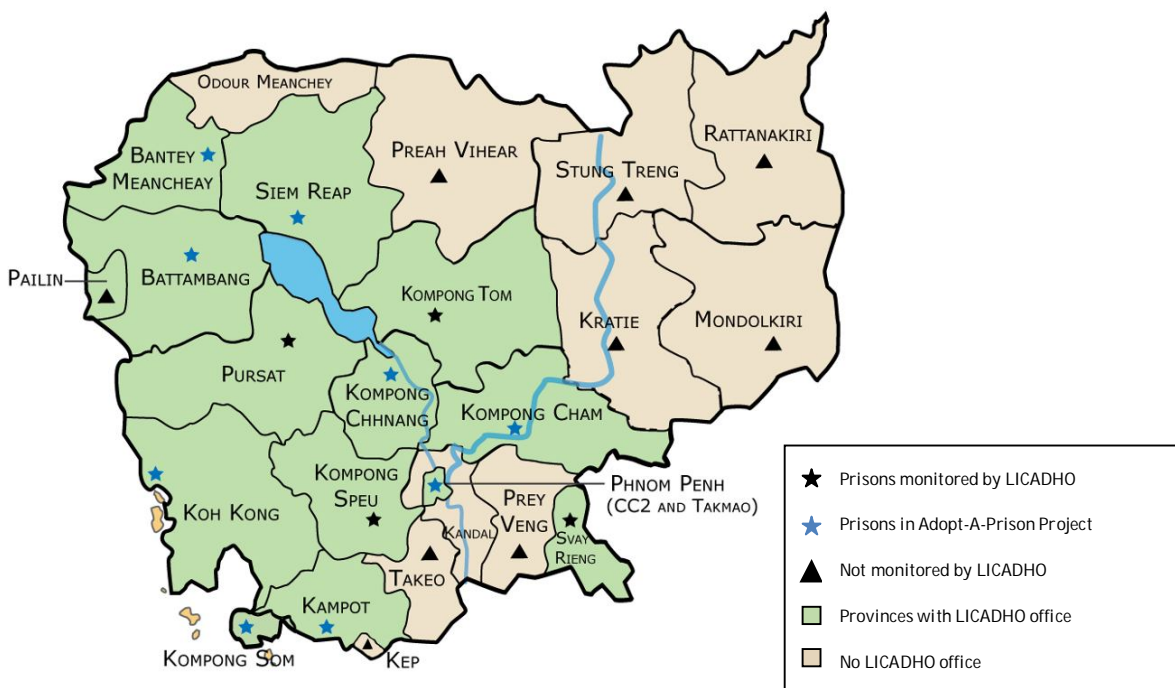 ODOUR MEANCHEY
BANTEY
MEANCHEAY
SIEM REAP
PREAH VIHEAR
STUNG TRENG
RATTANAKIRI
PAILIN
BATTAMBANG
KOMPONG TOM
KRATIE
MONDOLKIRI
PURSAT
KOMPONG
CHHNANG
KOMPONG CHAM
KOH KONG
KOMPONG
SPEU
PHNOM PENH
(CC2 AND TAKMAO)
PREY
VENG
KANDAL
SVAY
RIENG
TAKEO
KAMPOT
KOMPONG SOM
KEP
Prisons monitored by LICADHO
Prisons in Adopt-A-Prison Project
Not monitored by LICADHO
Provinces with LICADHO office
No LICADHO office